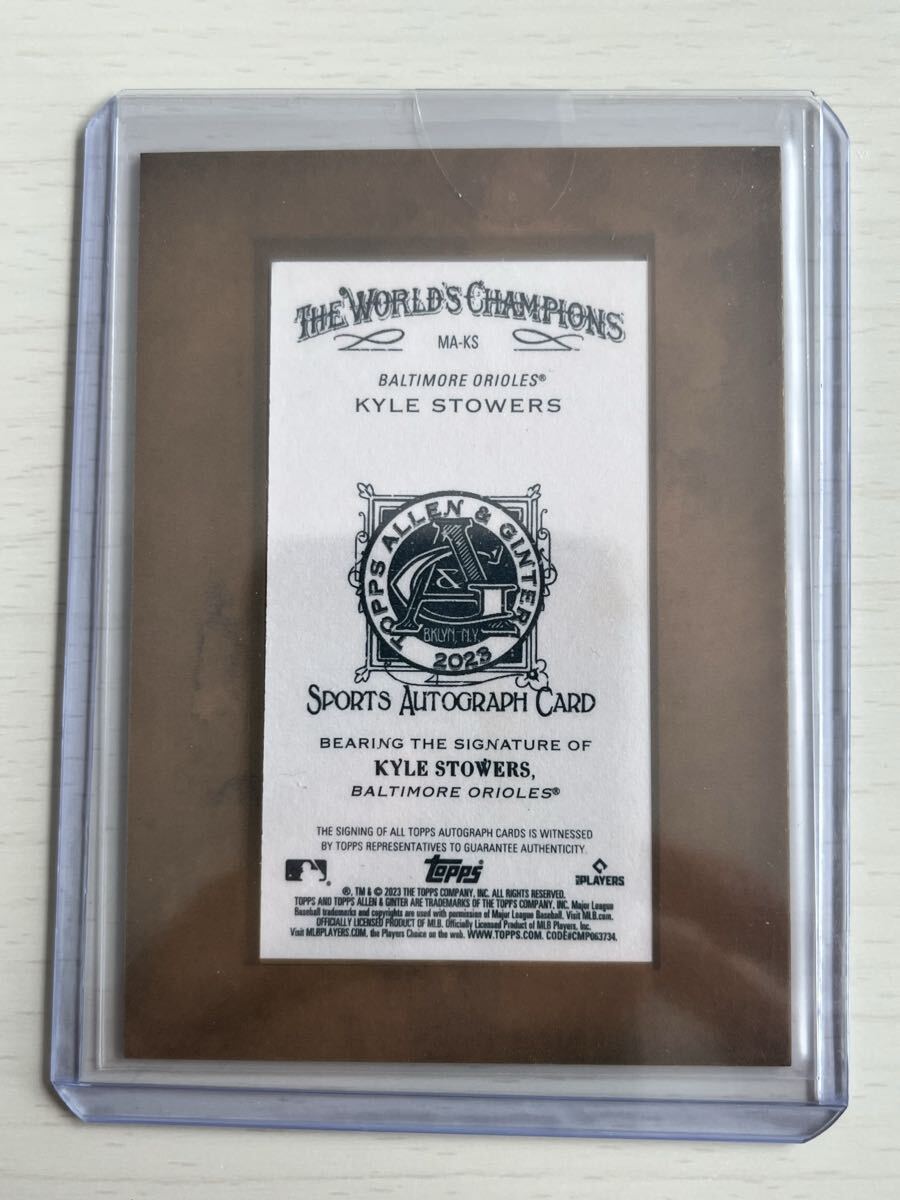 THE WORLD'S CHAMPIONS
MA-KS
BALTIMORE ORIOLES®
KYLE STOWERS
TOPPS ALLEN & GINTER
A&G
BKLYN, N.Y.
2023
SPORTS AUTOGRAPH CARD
BEARING THE SIGNATURE OF
KYLE STOWERS,
BALTIMORE ORIOLES®
THE SIGNING OF ALL TOPPS AUTOGRAPH CARDS IS WITNESSED
BY TOPPS REPRESENTATIVES TO GUARANTEE AUTHENTICITY.
topps
PLAYERS
®, TM & © 2023 THE TOPPS COMPANY, INC. ALL RIGHTS RESERVED.
TOPPS AND TOPPS ALLEN & GINTER ARE TRADEMARKS OF THE TOPPS COMPANY, INC. Major League
Baseball trademarks and copyrights are used with permission of Major League Baseball. Visit MLB.com.
OFFICIALLY LICENSED PRODUCT OF MLB. Officially Licensed Product of MLB Players, Inc.
Visit MLBPLAYERS.COM, the Players Choice on the web. WWW.TOPPS.COM. CODE#CMP063734.